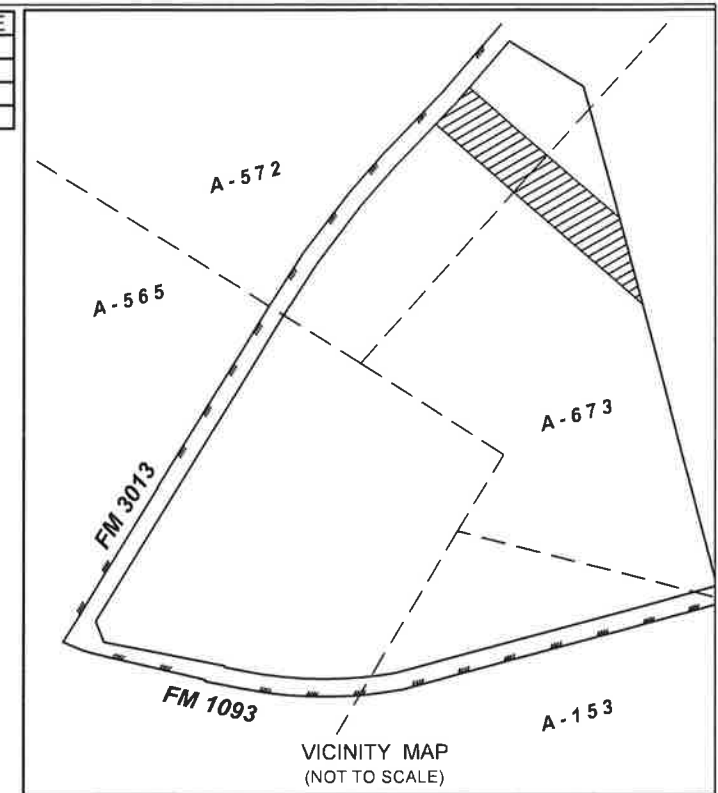 E
A-572
A-565
A-673
FM 3013
FM 1093
A-153
VICINITY MAP
(NOT TO SCALE)